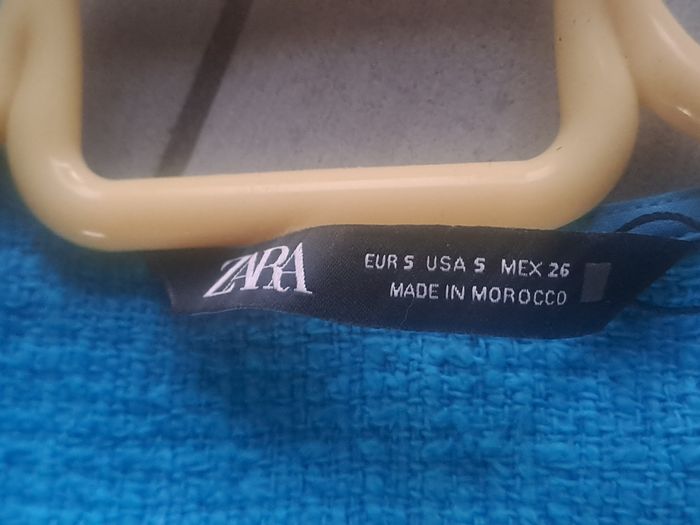 ZARA
EUR S USA S MEX 26
MADE IN MOROCCO